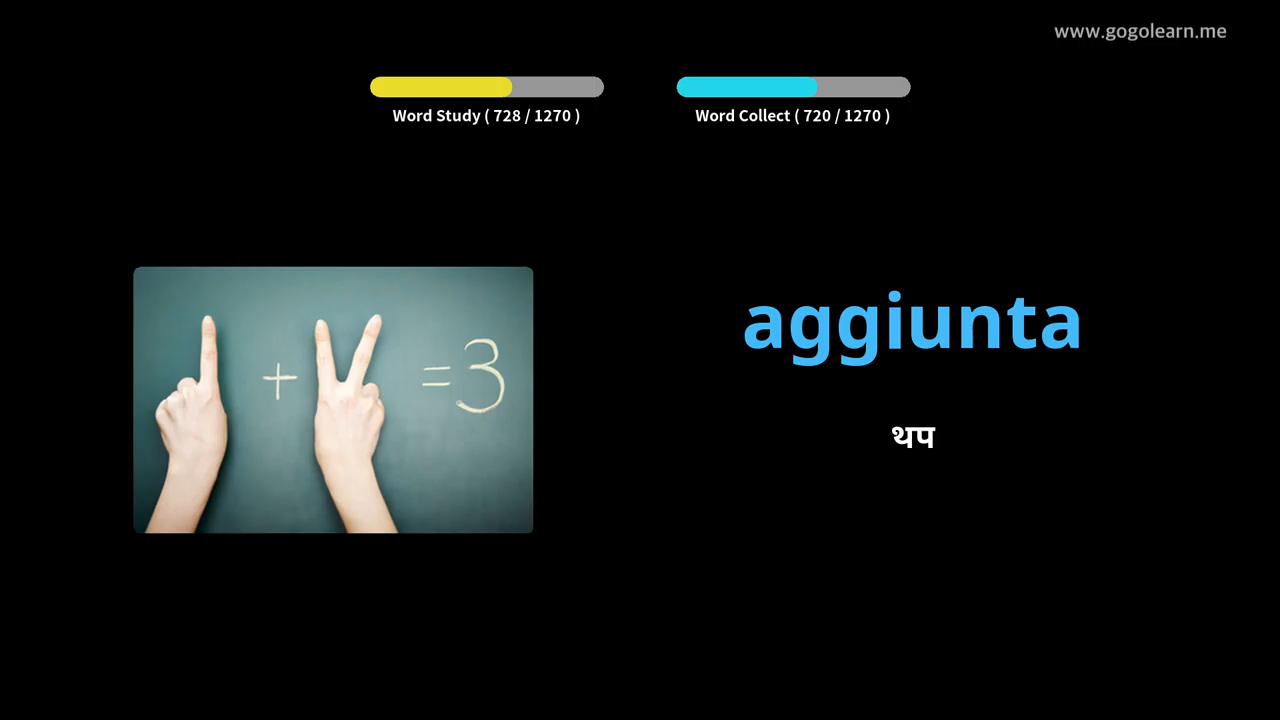 www.gogolearn.me
Word Study ( 728 / 1270 )
Word Collect ( 720 / 1270 )
+ =3
aggiunta
थप